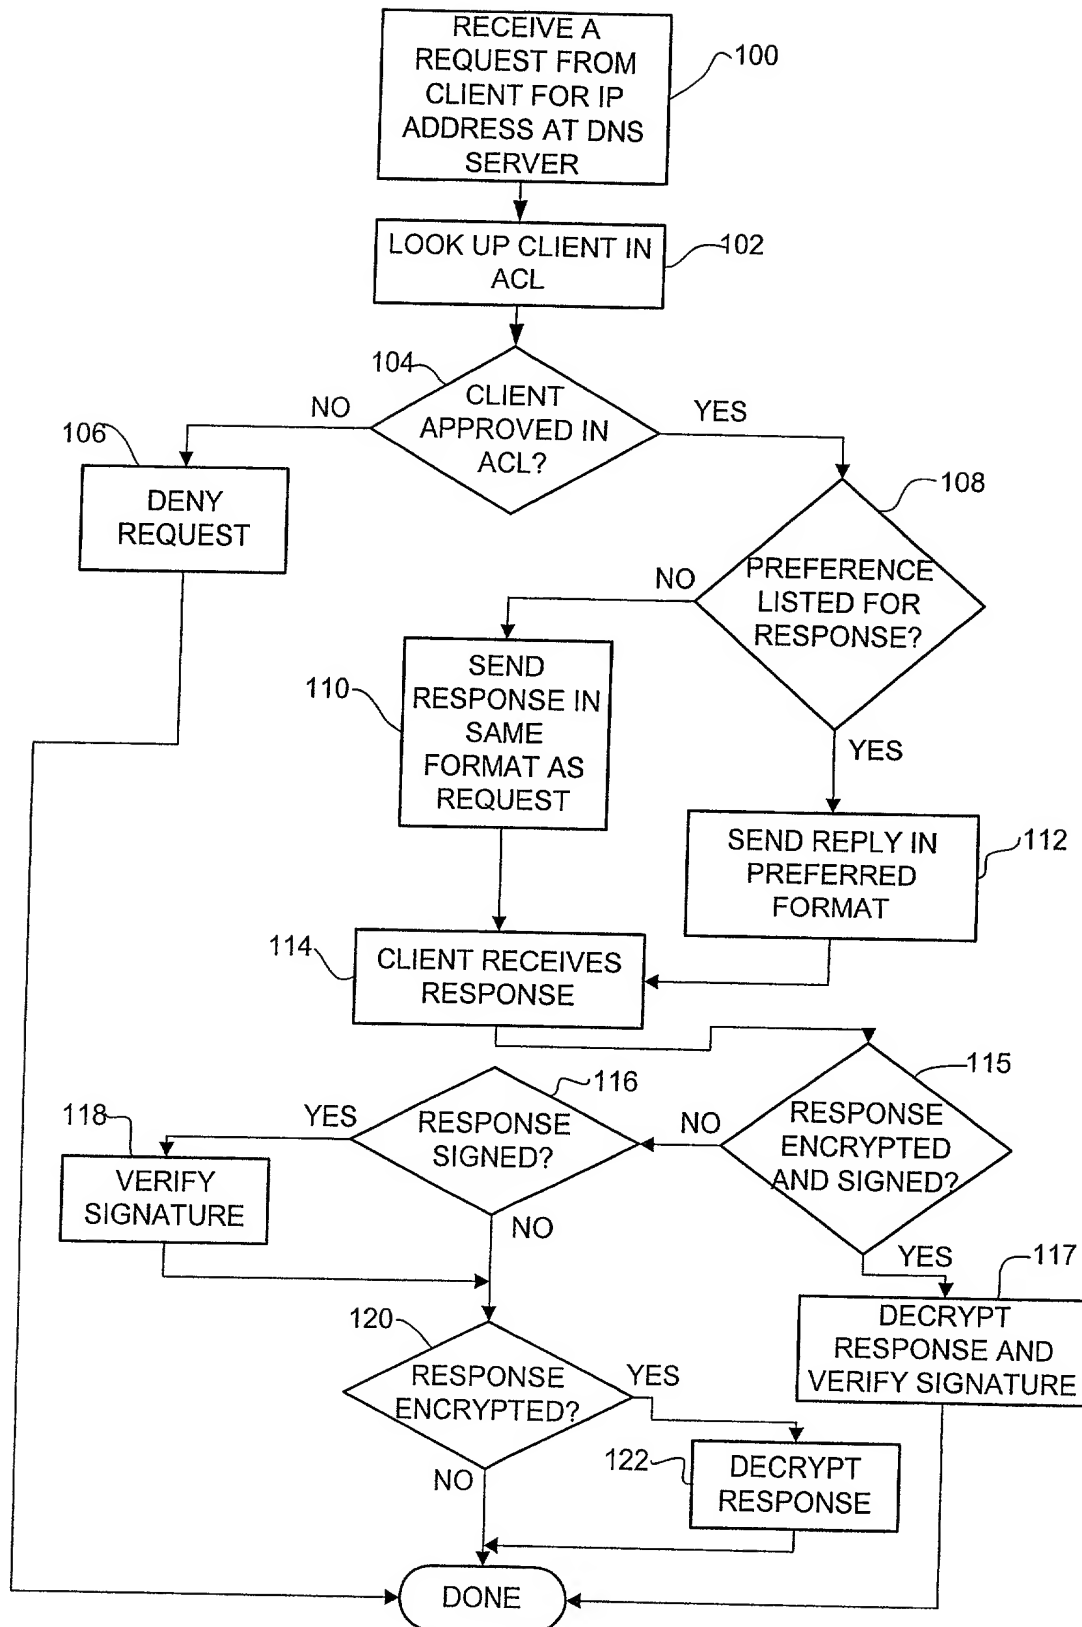 RECEIVE A
REQUEST FROM
CLIENT FOR IP
ADDRESS AT DNS
SERVER
100
LOOK UP CLIENT IN
ACL
102
104
CLIENT
APPROVED IN
ACL?
NO
YES
106
DENY
REQUEST
108
PREFERENCE
LISTED FOR
RESPONSE?
NO
YES
110
SEND
RESPONSE IN
SAME
FORMAT AS
REQUEST
SEND REPLY IN
PREFERRED
FORMAT
112
114
CLIENT RECEIVES
RESPONSE
115
RESPONSE
ENCRYPTED
AND SIGNED?
NO
YES
116
RESPONSE
SIGNED?
YES
NO
118
VERIFY
SIGNATURE
117
DECRYPT
RESPONSE AND
VERIFY SIGNATURE
120
RESPONSE
ENCRYPTED?
YES
NO
122
DECRYPT
RESPONSE
DONE